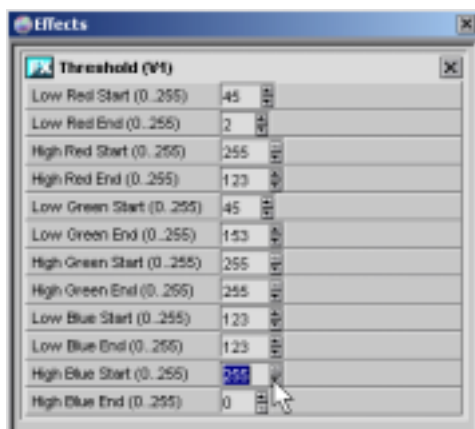 Effects
FX Threshold (V1)
Low Red Start (0..255) 45
Low Red End (0..255) 2
High Red Start (0..255) 255
High Red End (0..255) 123
Low Green Start (0..255) 45
Low Green End (0..255) 153
High Green Start (0..255) 255
High Green End (0..255) 255
Low Blue Start (0..255) 123
Low Blue End (0..255) 123
High Blue Start (0..255) 255
High Blue End (0..255) 0